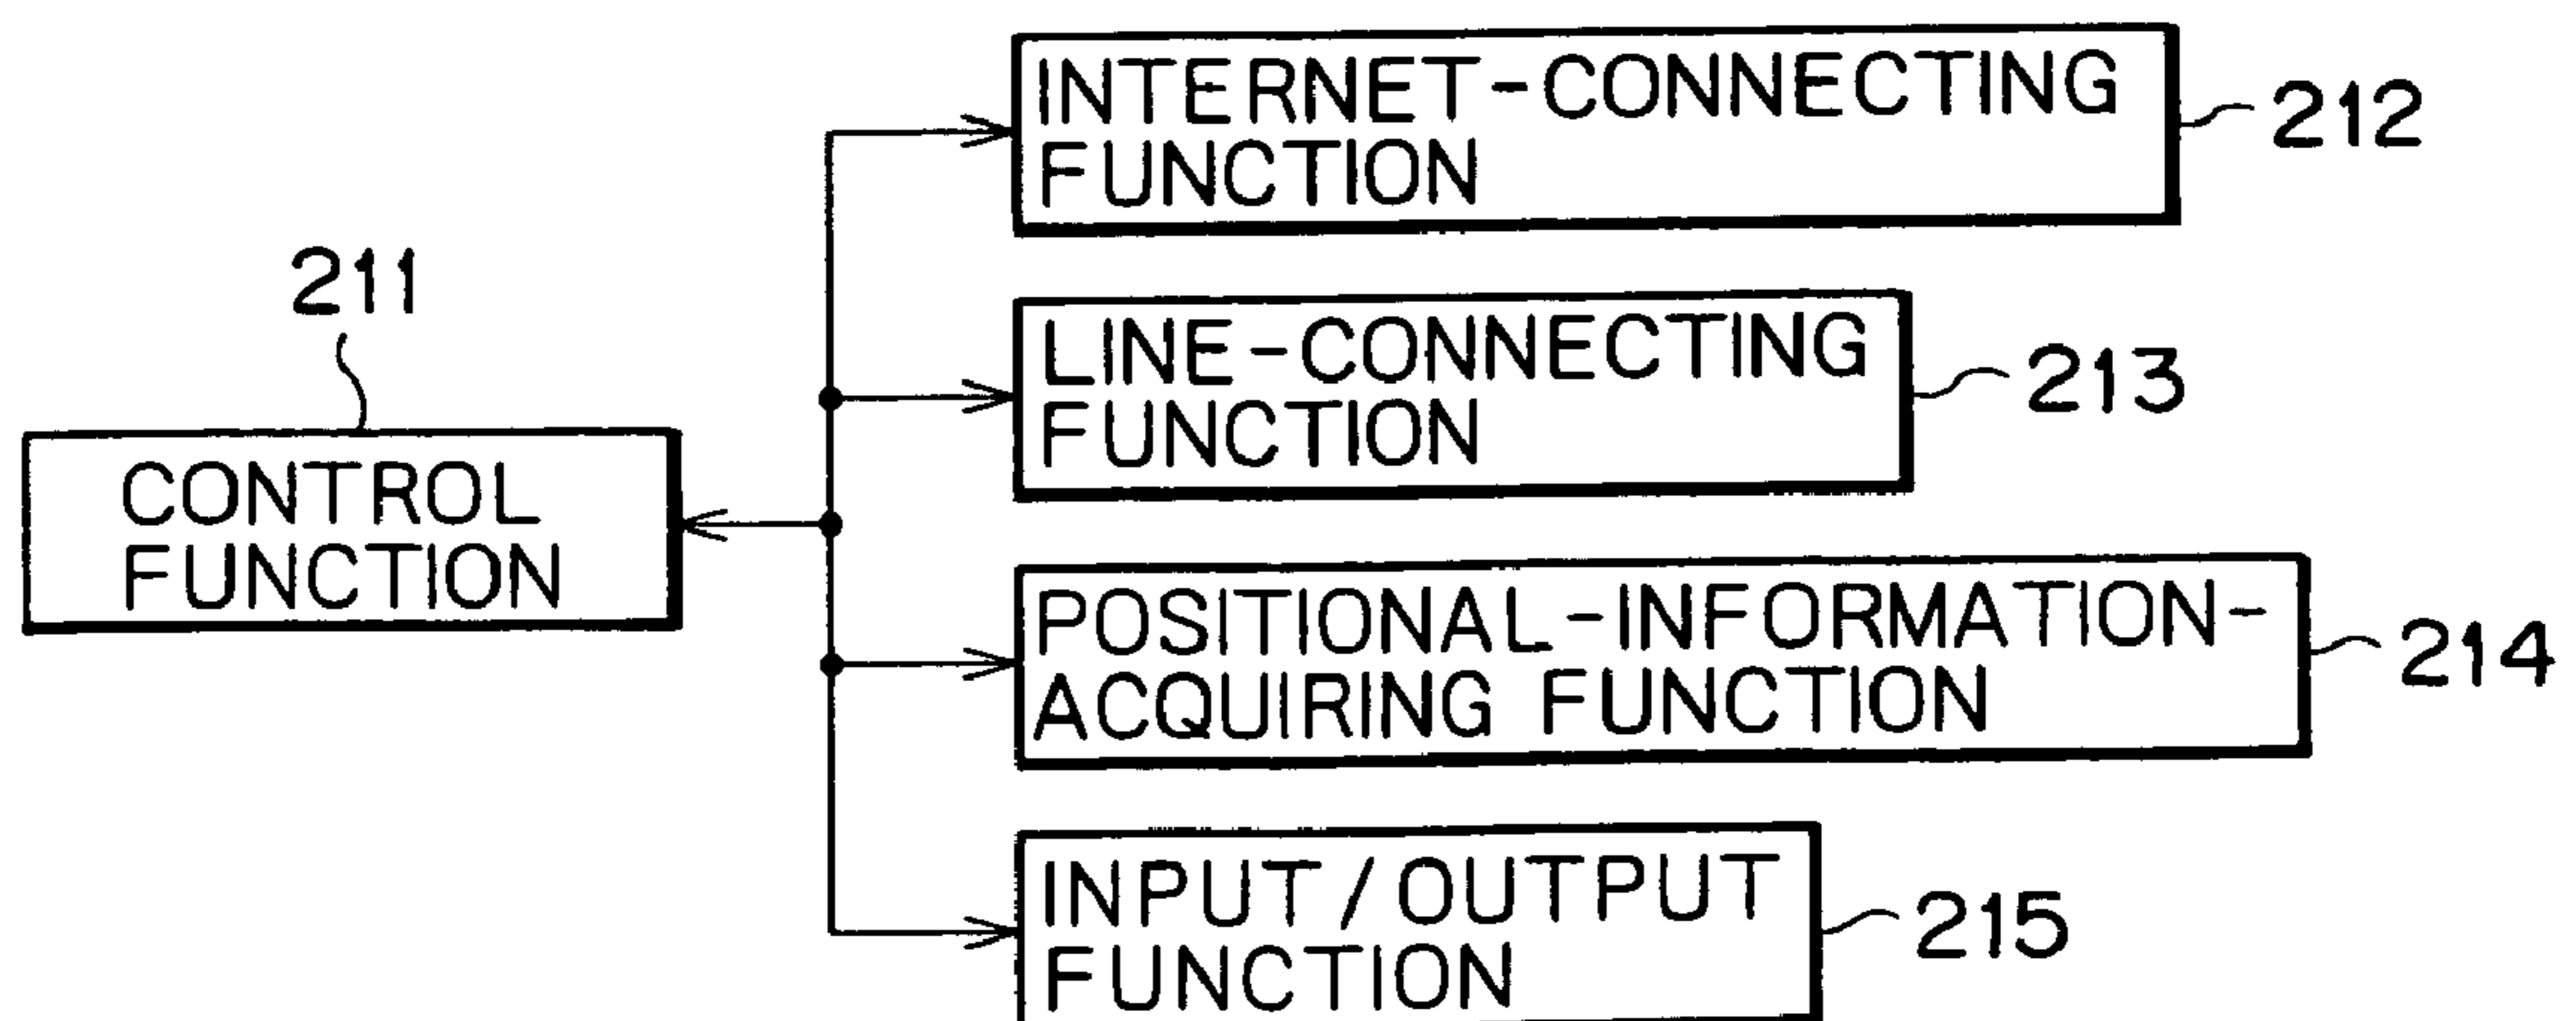 INTERNET-CONNECTING
FUNCTION
212
211
LINE-CONNECTING
FUNCTION
213
CONTROL
FUNCTION
POSITIONAL-INFORMATION-
ACQUIRING FUNCTION
214
INPUT/OUTPUT
FUNCTION
215